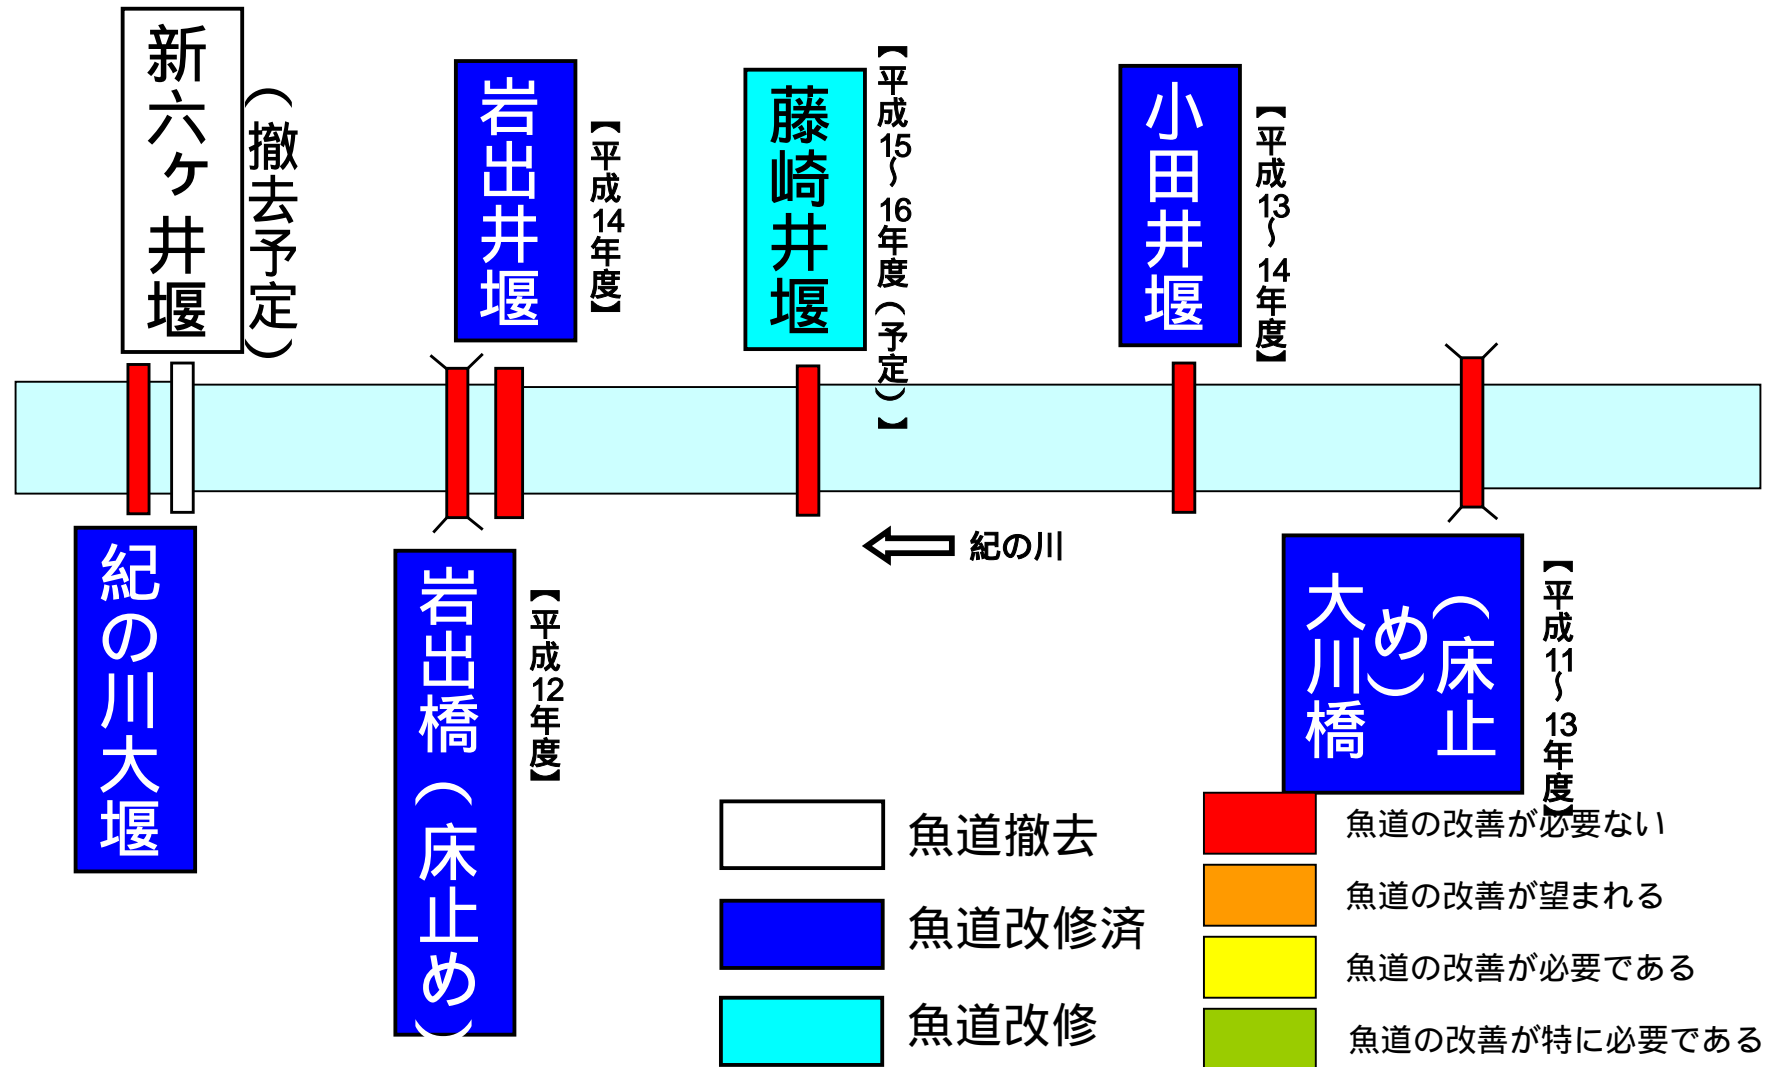 新六ヶ井堰
（撤去予定）
岩出井堰
【平成14年度】
藤崎井堰
【平成15～16年度（予定）】
小田井堰
【平成13～14年度】
紀の川大堰
岩出橋（床止め）
【平成12年度】
紀の川
（床止
め）
大川橋
【平成11～13年度】
魚道撤去
魚道改修済
魚道改修
魚道の改善が必要ない
魚道の改善が望まれる
魚道の改善が必要である
魚道の改善が特に必要である